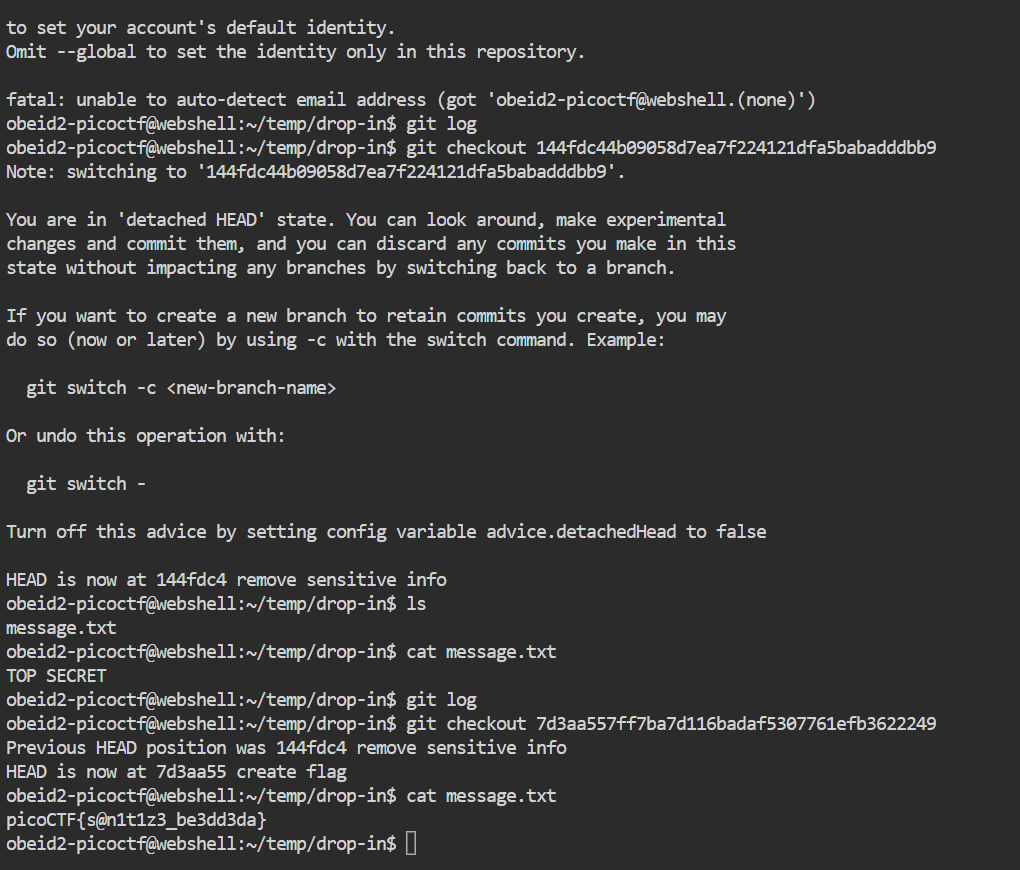 to set your account's default identity.
Omit --global to set the identity only in this repository.
fatal: unable to auto-detect email address (got 'obeid2-picoctf@webshell.(none)')
obeid2-picoctf@webshell:~/temp/drop-in$ git log
obeid2-picoctf@webshell:~/temp/drop-in$ git checkout 144fdc44b09058d7ea7f224121dfa5babadddbb9
Note: switching to '144fdc44b09058d7ea7f224121dfa5babadddbb9'.
You are in 'detached HEAD' state. You can look around, make experimental
changes and commit them, and you can discard any commits you make in this
state without impacting any branches by switching back to a branch.
If you want to create a new branch to retain commits you create, you may
do so (now or later) by using -c with the switch command. Example:
git switch -c <new-branch-name>
Or undo this operation with:
git switch -
Turn off this advice by setting config variable advice.detachedHead to false
HEAD is now at 144fdc4 remove sensitive info
obeid2-picoctf@webshell:~/temp/drop-in$ ls
message.txt
obeid2-picoctf@webshell:~/temp/drop-in$ cat message.txt
TOP SECRET
obeid2-picoctf@webshell:~/temp/drop-in$ git log
obeid2-picoctf@webshell:~/temp/drop-in$ git checkout 7d3aa557ff7ba7d116badaf5307761efb3622249
Previous HEAD position was 144fdc4 remove sensitive info
HEAD is now at 7d3aa55 create flag
obeid2-picoctf@webshell:~/temp/drop-in$ cat message.txt
picoCTF{s@n1t1z3_be3dd3da}
obeid2-picoctf@webshell:~/temp/drop-in$